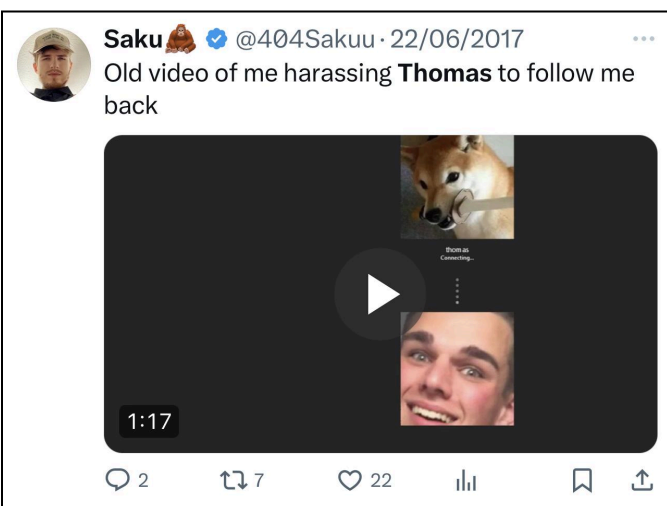 Saku🦧 @404Sakuu · 22/06/2017
Old video of me harassing Thomas to follow me
back
thomas
Connecting...
1:17
2 7 22